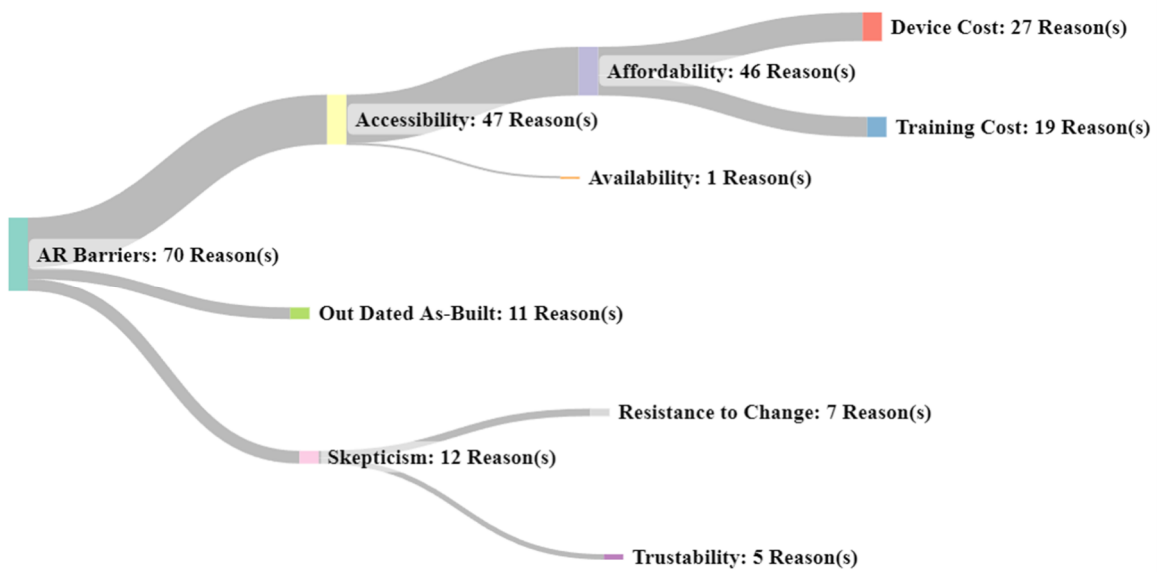 Device Cost: 27 Reason(s)
Affordability: 46 Reason(s)
Accessibility: 47 Reason(s)
Training Cost: 19 Reason(s)
Availability: 1 Reason(s)
AR Barriers: 70 Reason(s)
Out Dated As-Built: 11 Reason(s)
Resistance to Change: 7 Reason(s)
Skepticism: 12 Reason(s)
Trustability: 5 Reason(s)